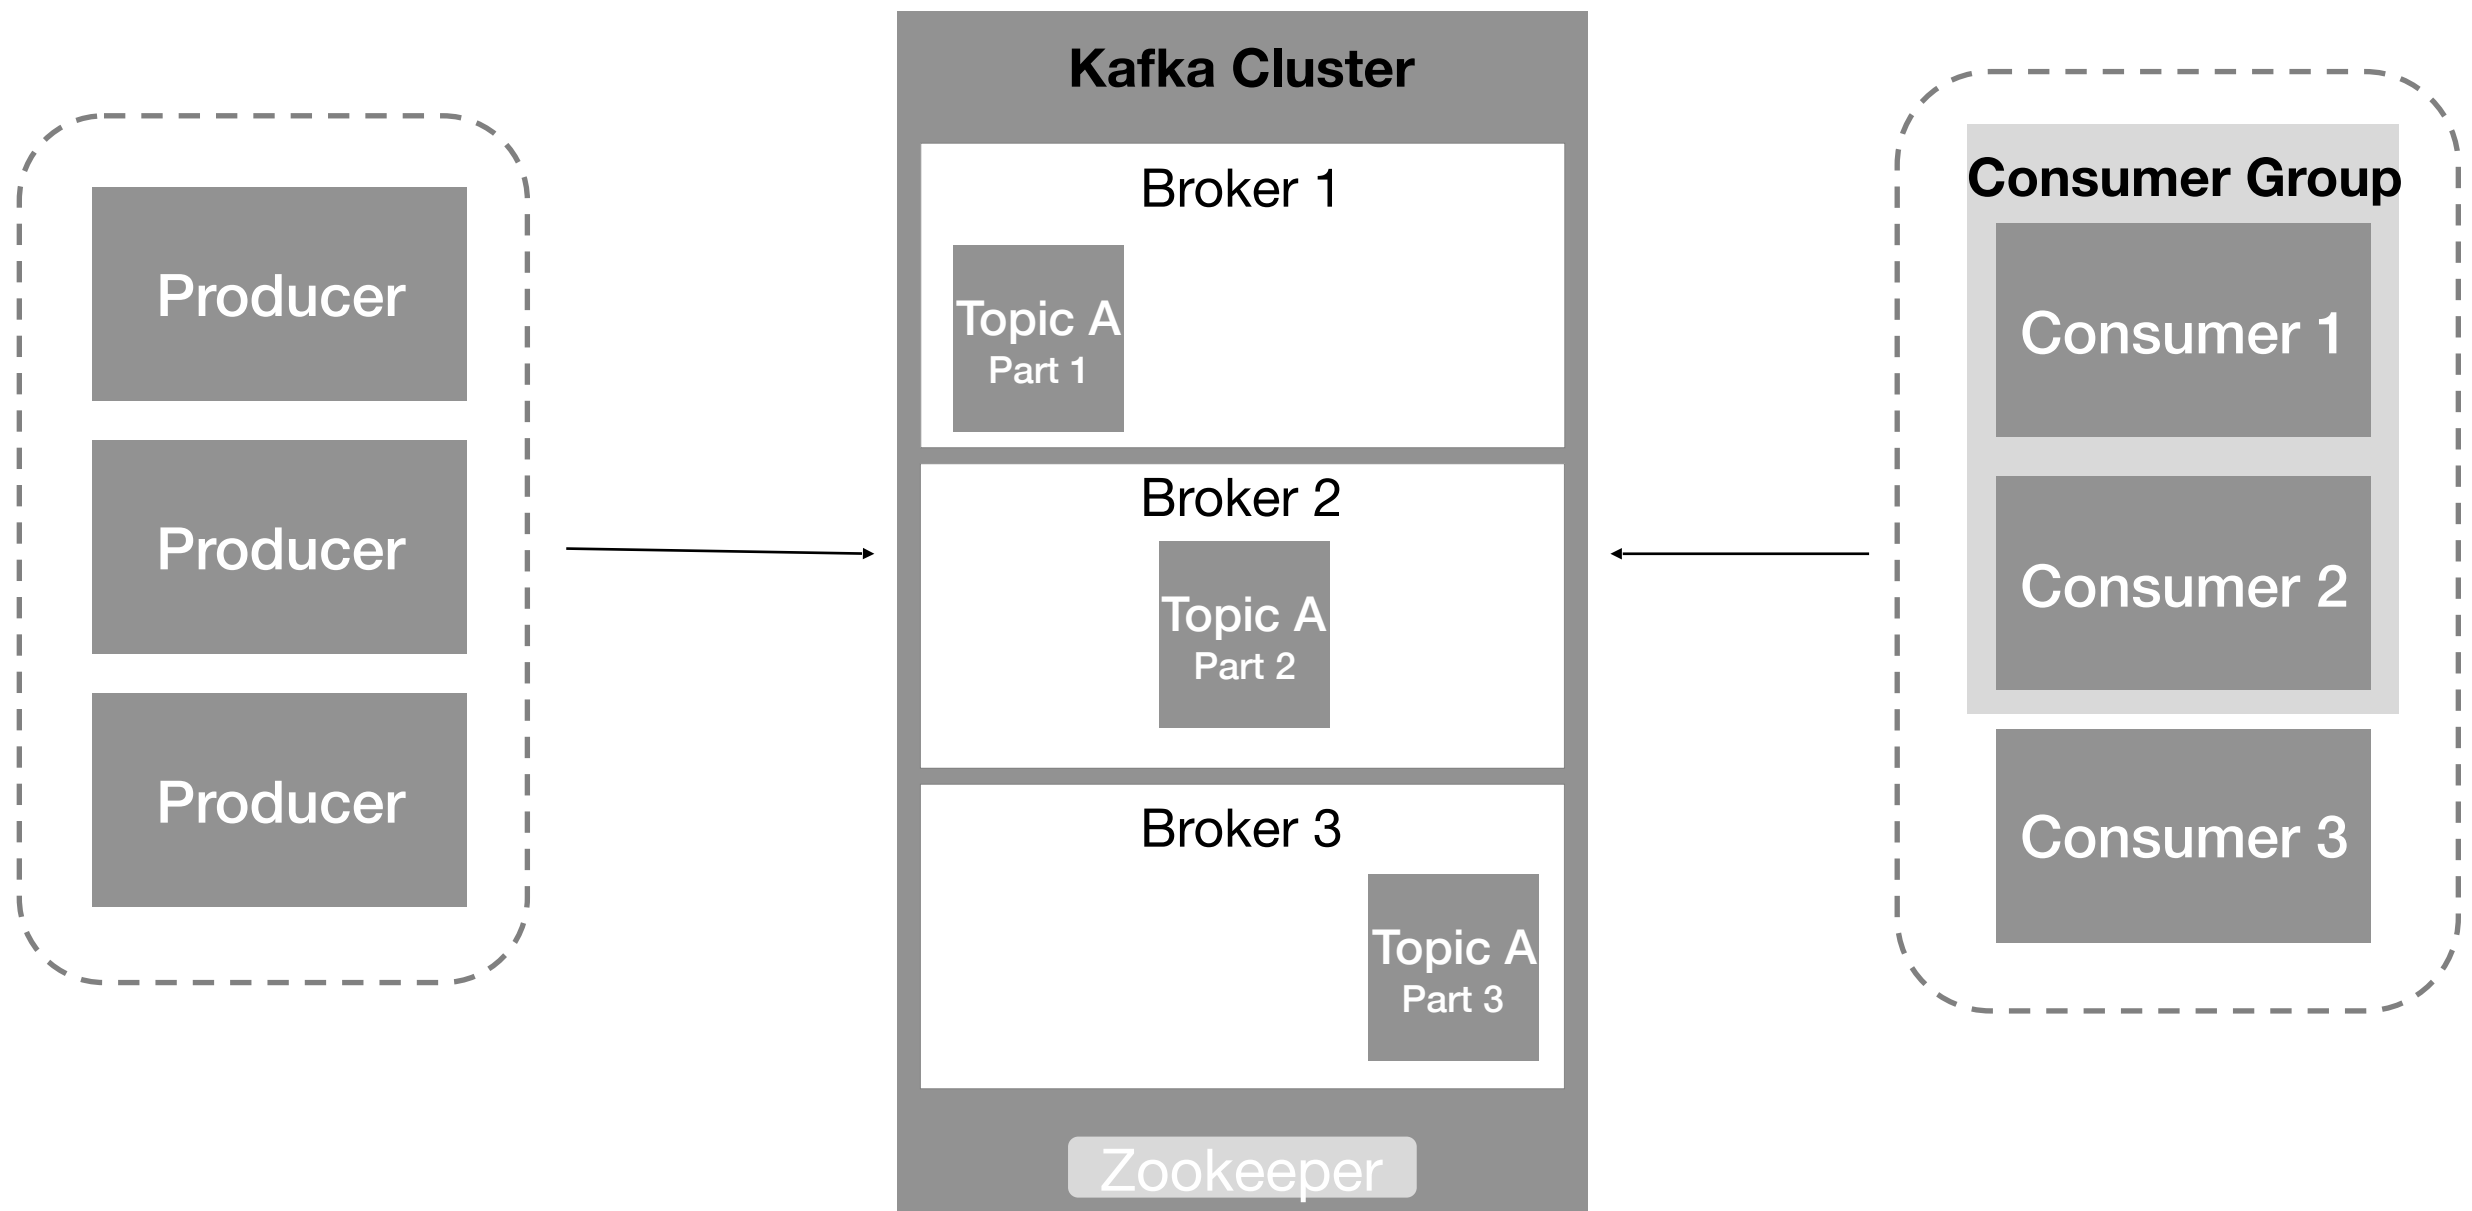 Producer
Producer
Producer
Kafka Cluster
Broker 1
Topic A
Part 1
Broker 2
Topic A
Part 2
Broker 3
Topic A
Part 3
Zookeeper
Consumer Group
Consumer 1
Consumer 2
Consumer 3